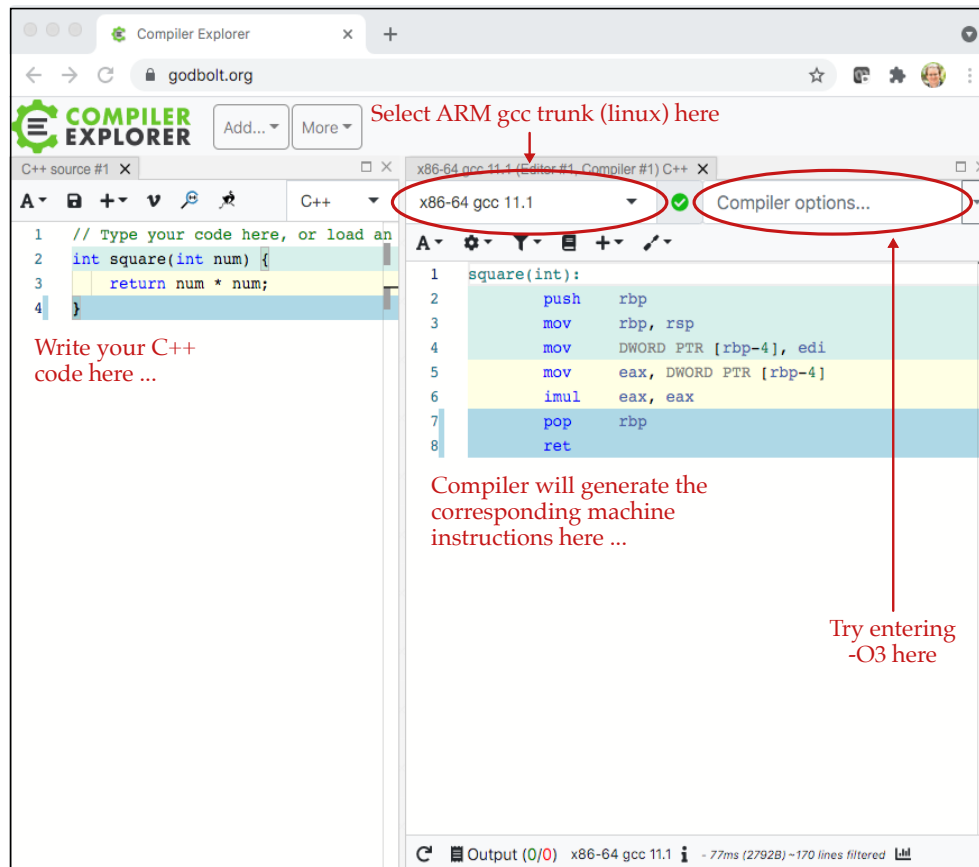 Compiler Explorer
godbolt.org
COMPILER
EXPLORER
Add...
More
Select ARM gcc trunk (linux) here
C++ source #1
x86-64 gcc 11.1 (Editor #1, Compiler #1) C++
A
C++
x86-64 gcc 11.1
Compiler options...
1 // Type your code here, or load an
2 int square(int num) {
3 return num * num;
4 }
Write your C++
code here ...
A
1 square(int):
2 push rbp
3 mov rbp, rsp
4 mov DWORD PTR [rbp-4], edi
5 mov eax, DWORD PTR [rbp-4]
6 imul eax, eax
7 pop rbp
8 ret
Compiler will generate the
corresponding machine
instructions here ...
Try entering
-O3 here
Output (0/0) x86-64 gcc 11.1 i - 77ms (2792B) ~170 lines filtered